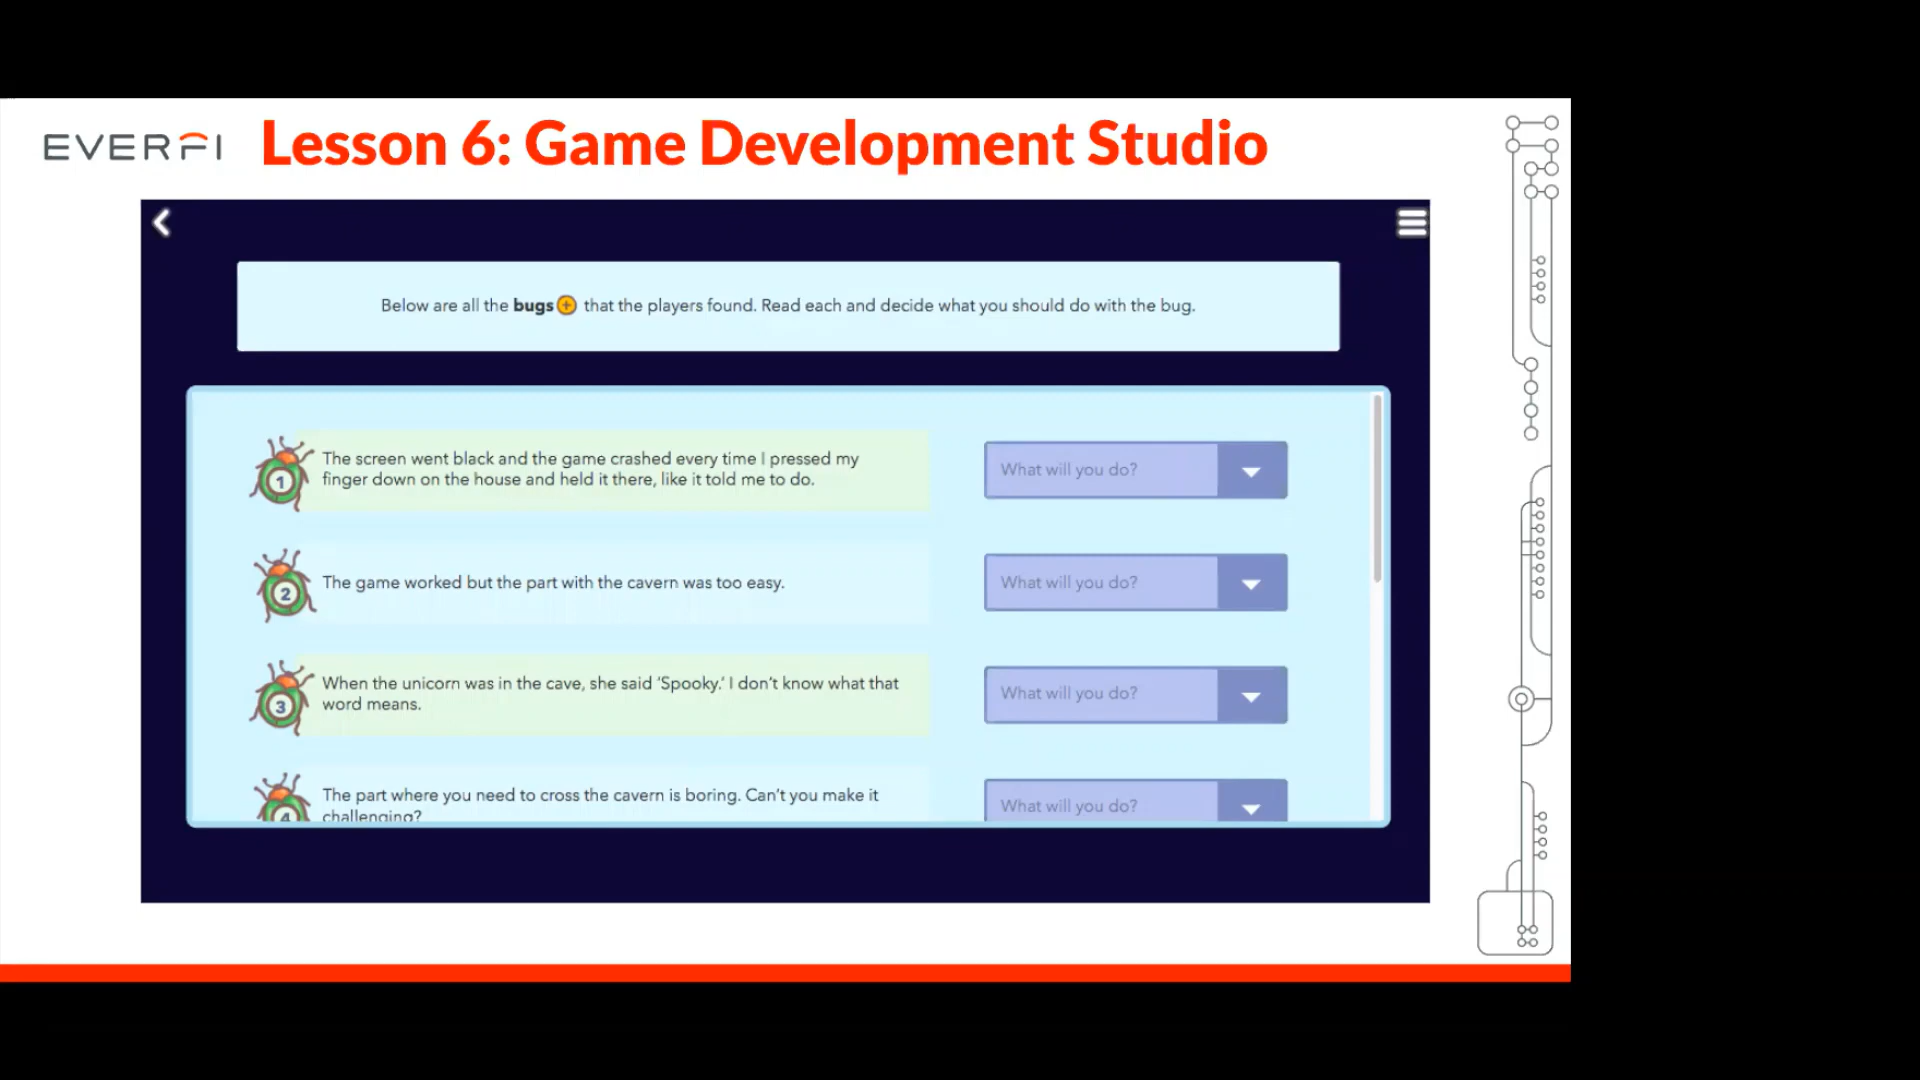 EVERFI
Lesson 6: Game Development Studio
Below are all the bugs that the players found. Read each and decide what you should do with the bug.
1
The screen went black and the game crashed every time I pressed my
finger down on the house and held it there, like it told me to do.
What will you do?
2
The game worked but the part with the cavern was too easy.
What will you do?
3
When the unicorn was in the cave, she said ‘Spooky.’ I don’t know what that
word means.
What will you do?
4
The part where you need to cross the cavern is boring. Can’t you make it
challenging?
What will you do?